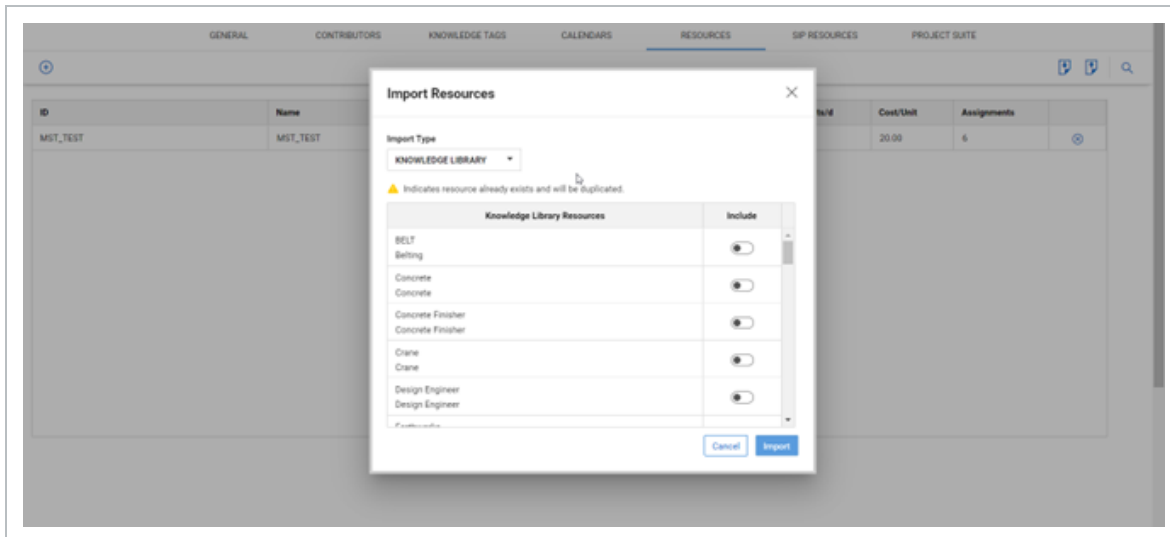 GENERAL CONTRIBUTORS KNOWLEDGE TAGS CALENDARS RESOURCES SIP RESOURCES PROJECT SUITE
Import Resources
ID Name ts/d Cost/Unit Assignments
MST_TEST MST_TEST 20.00 6
Import Type
KNOWLEDGE LIBRARY
Indicates resource already exists and will be duplicated.
Knowledge Library Resources Include
BELT
Belting
Concrete
Concrete
Concrete Finisher
Concrete Finisher
Crane
Crane
Design Engineer
Design Engineer
Cancel Import